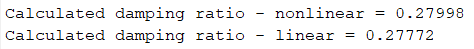 Calculated damping ratio - nonlinear = 0.27998
Calculated damping ratio - linear = 0.27772